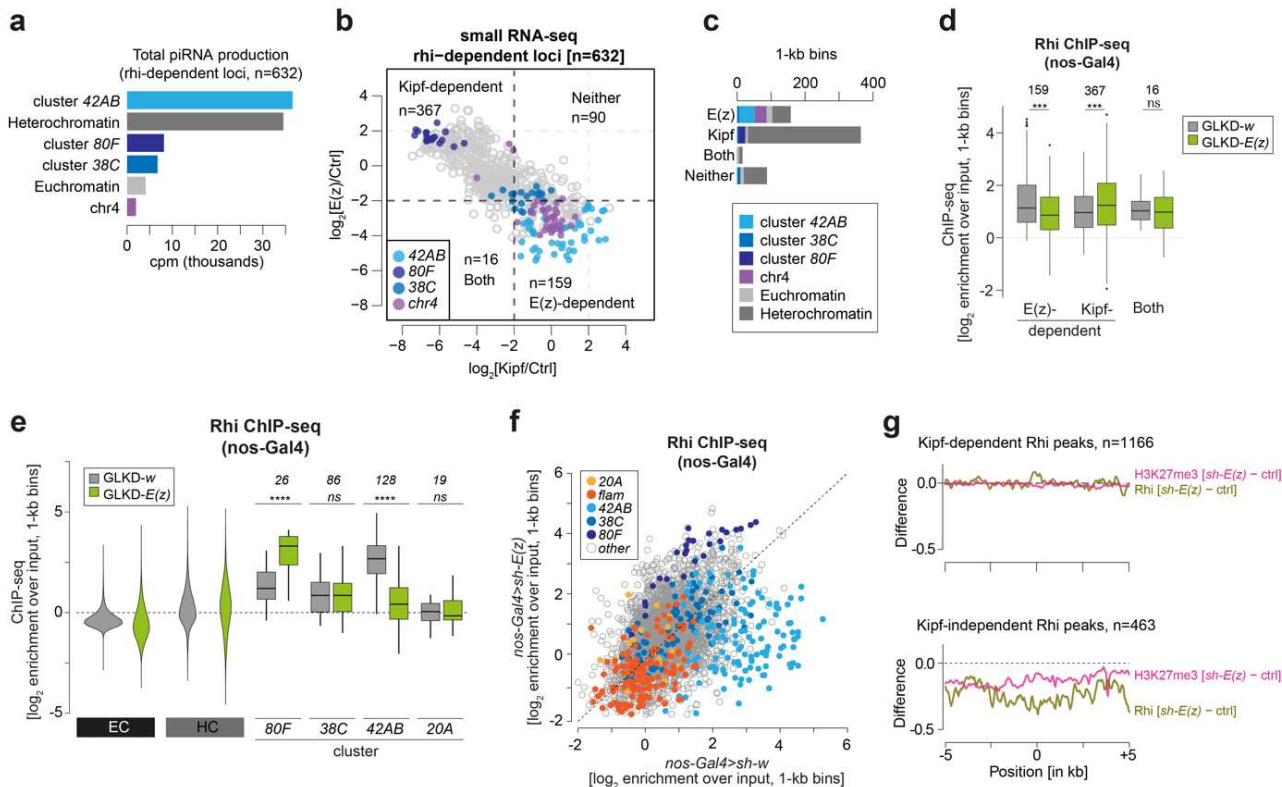 a
Total piRNA production
(rhi-dependent loci, n=632)
cluster 42AB
Heterochromatin
cluster 80F
cluster 38C
Euchromatin
chr4
0 10 20 30
cpm (thousands)
b
small RNA-seq
rhi−dependent loci [n=632]
log2[E(z)/Ctrl]
4
2
0
−2
−4
−6
−8
Kipf-dependent
n=367
Neither
n=90
n=16
Both
n=159
E(z)-dependent
42AB
80F
38C
chr4
−8 −6 −4 −2 0 2 4
log2[Kipf/Ctrl]
c
1-kb bins
0 200 400
E(z)
Kipf
Both
Neither
cluster 42AB
cluster 38C
cluster 80F
chr4
Euchromatin
Heterochromatin
d
Rhi ChIP-seq
(nos-Gal4)
159 367 16
*** *** ns
GLKD-w
GLKD-E(z)
ChIP-seq
[log2 enrichment over input, 1-kb bins]
4
2
0
-2
E(z)- Kipf- Both
dependent
e
Rhi ChIP-seq
(nos-Gal4)
GLKD-w
GLKD-E(z)
26 86 128 19
**** ns **** ns
ChIP-seq
[log2 enrichment over input, 1-kb bins]
5
0
-5
EC HC 80F 38C 42AB 20A
cluster
f
Rhi ChIP-seq
(nos-Gal4)
20A
flam
42AB
38C
80F
other
nos-Gal4>sh-E(z)
[log2 enrichment over input, 1-kb bins]
6
4
2
0
-2
-2 0 2 4 6
nos-Gal4>sh-w
[log2 enrichment over input, 1-kb bins]
g
Kipf-dependent Rhi peaks, n=1166
Difference
0.0
-0.5
H3K27me3 [sh-E(z) − ctrl]
Rhi [sh-E(z) − ctrl]
Kipf-independent Rhi peaks, n=463
Difference
0.0
-0.5
H3K27me3 [sh-E(z) − ctrl]
Rhi [sh-E(z) − ctrl]
-5 0 +5
Position [in kb]